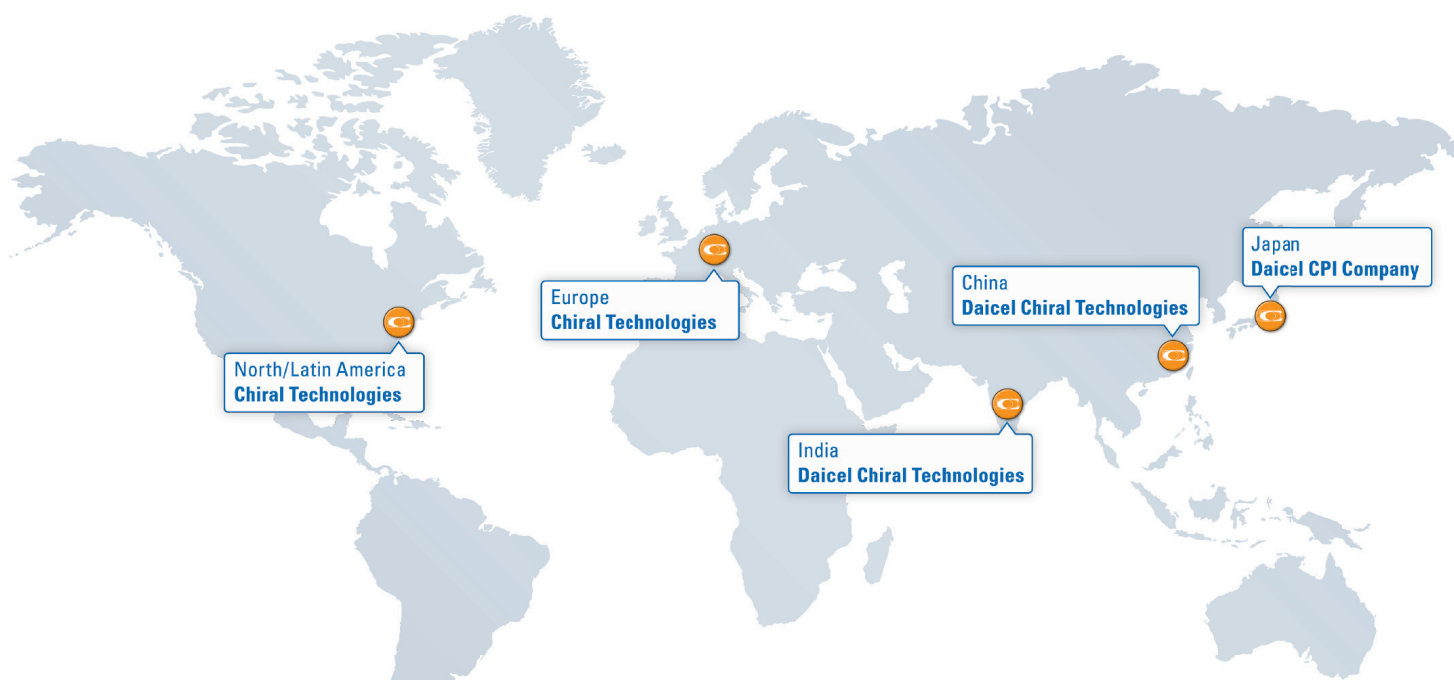 Japan
Daicel CPI Company
Europe
Chiral Technologies
China
Daicel Chiral Technologies
North/Latin America
Chiral Technologies
India
Daicel Chiral Technologies